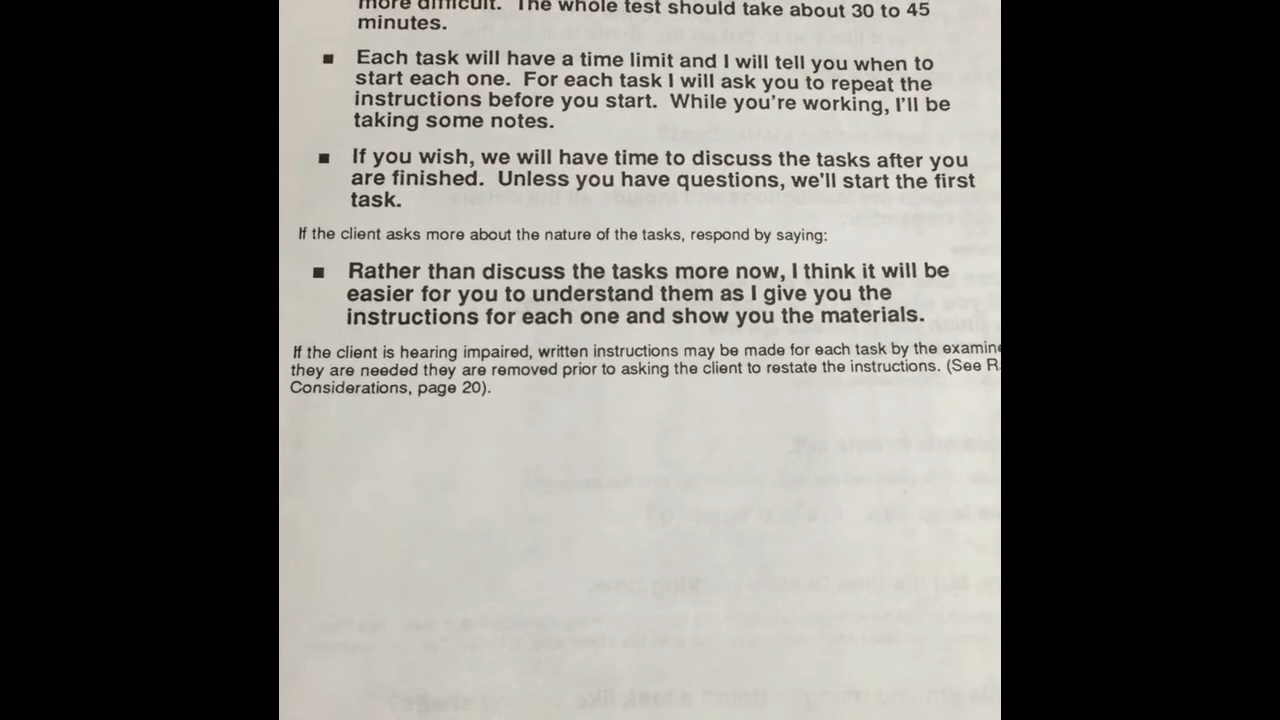 more difficult. The whole test should take about 30 to 45
minutes.
■ Each task will have a time limit and I will tell you when to
start each one. For each task I will ask you to repeat the
instructions before you start. While you're working, I'll be
taking some notes.
■ If you wish, we will have time to discuss the tasks after you
are finished. Unless you have questions, we'll start the first
task.
If the client asks more about the nature of the tasks, respond by saying:
■ Rather than discuss the tasks more now, I think it will be
easier for you to understand them as I give you the
instructions for each one and show you the materials.
If the client is hearing impaired, written instructions may be made for each task by the examine
they are needed they are removed prior to asking the client to restate the instructions. (See R
Considerations, page 20).